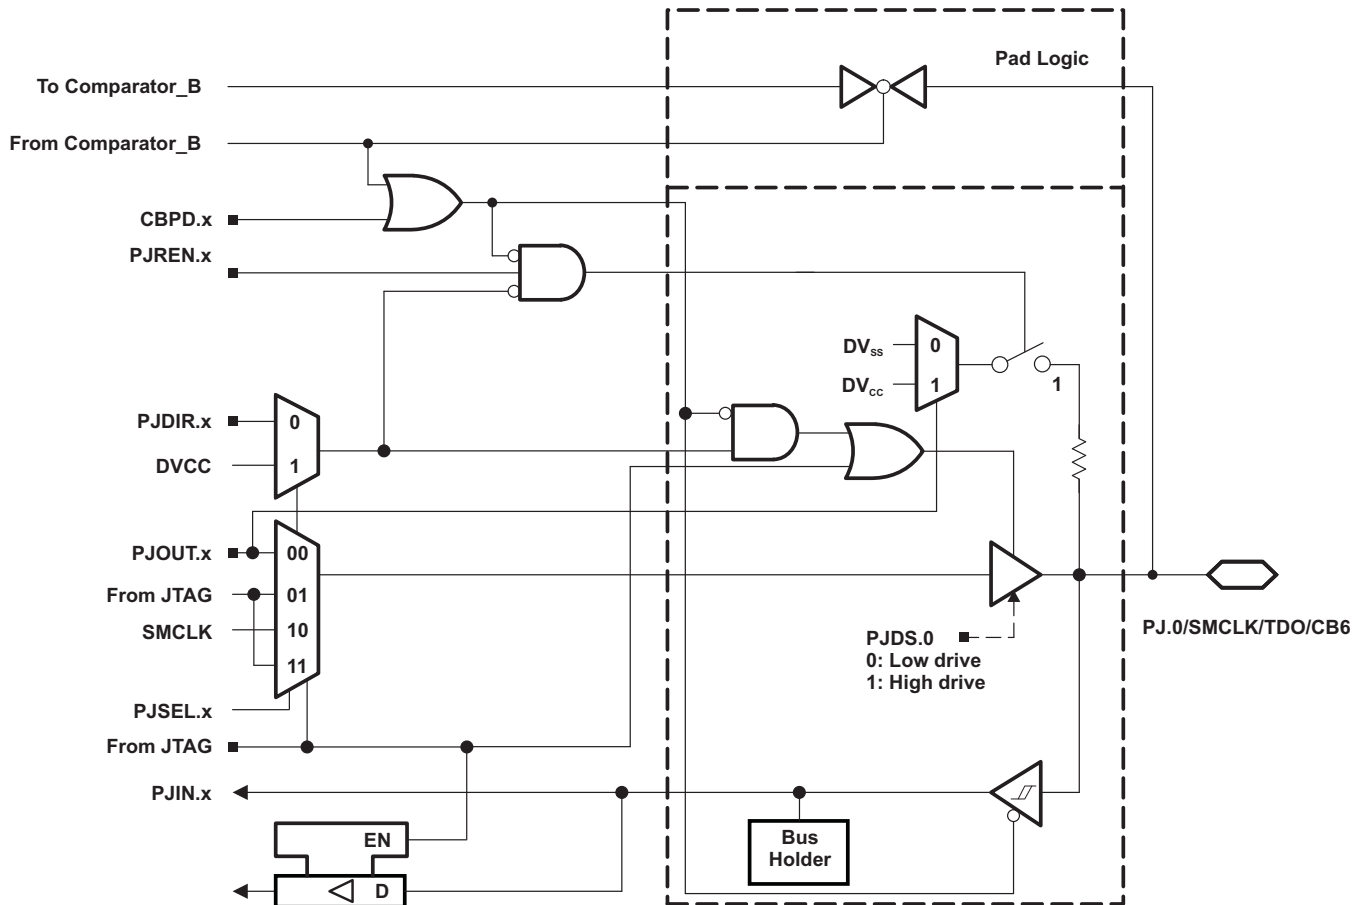 Pad Logic
To Comparator_B
From Comparator_B
CBPD.x
PJREN.x
DVss
0
DVcc
1
1
PJDIR.x
0
DVCC
1
PJOUT.x
00
From JTAG
01
SMCLK
10
11
PJDS.0
0: Low drive
1: High drive
PJ.0/SMCLK/TDO/CB6
PJSEL.x
From JTAG
PJIN.x
Bus
Holder
EN
D